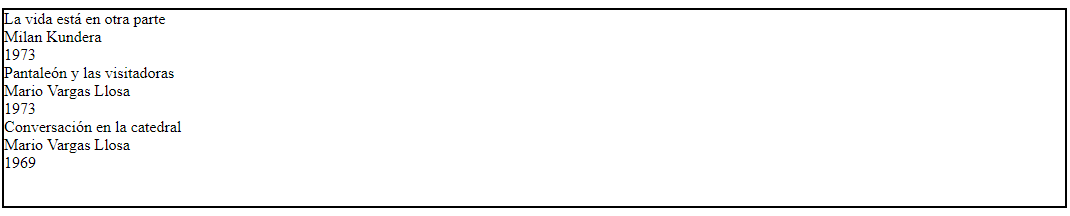 La vida está en otra parte
Milan Kundera
1973
Pantaleón y las visitadoras
Mario Vargas Llosa
1973
Conversación en la catedral
Mario Vargas Llosa
1969